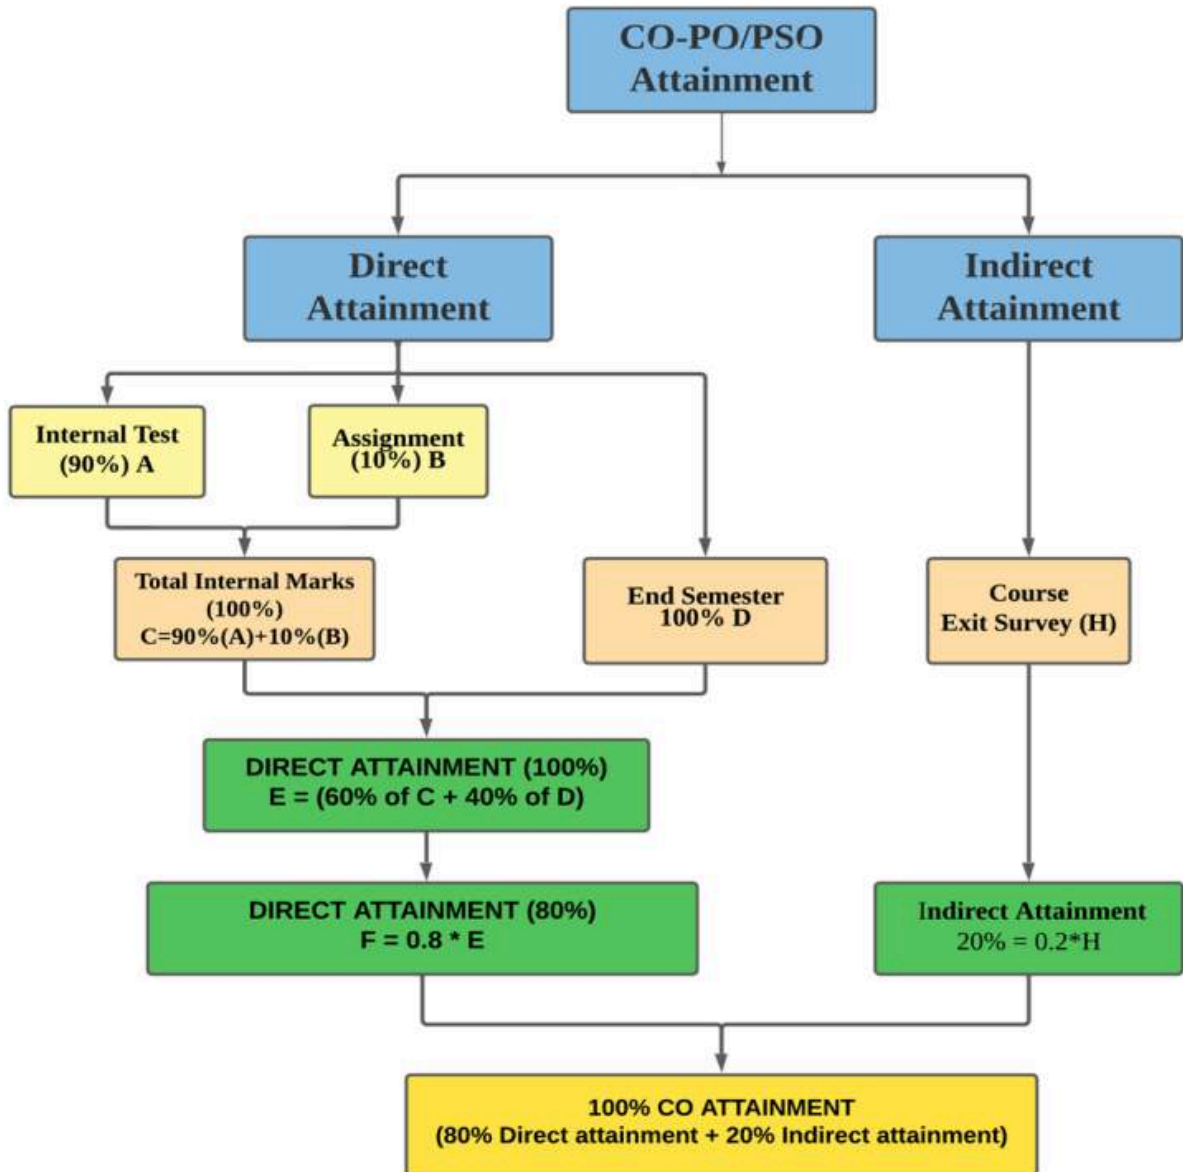 CO-PO/PSO
Attainment
Direct
Attainment
Indirect
Attainment
Internal Test
(90%) A
Assignment
(10%) B
Total Internal Marks
(100%)
C=90%(A)+10%(B)
End Semester
100% D
Course
Exit Survey (H)
DIRECT ATTAINMENT (100%)
E = (60% of C + 40% of D)
DIRECT ATTAINMENT (80%)
F = 0.8 * E
Indirect Attainment
20% = 0.2*H
100% CO ATTAINMENT
(80% Direct attainment + 20% Indirect attainment)